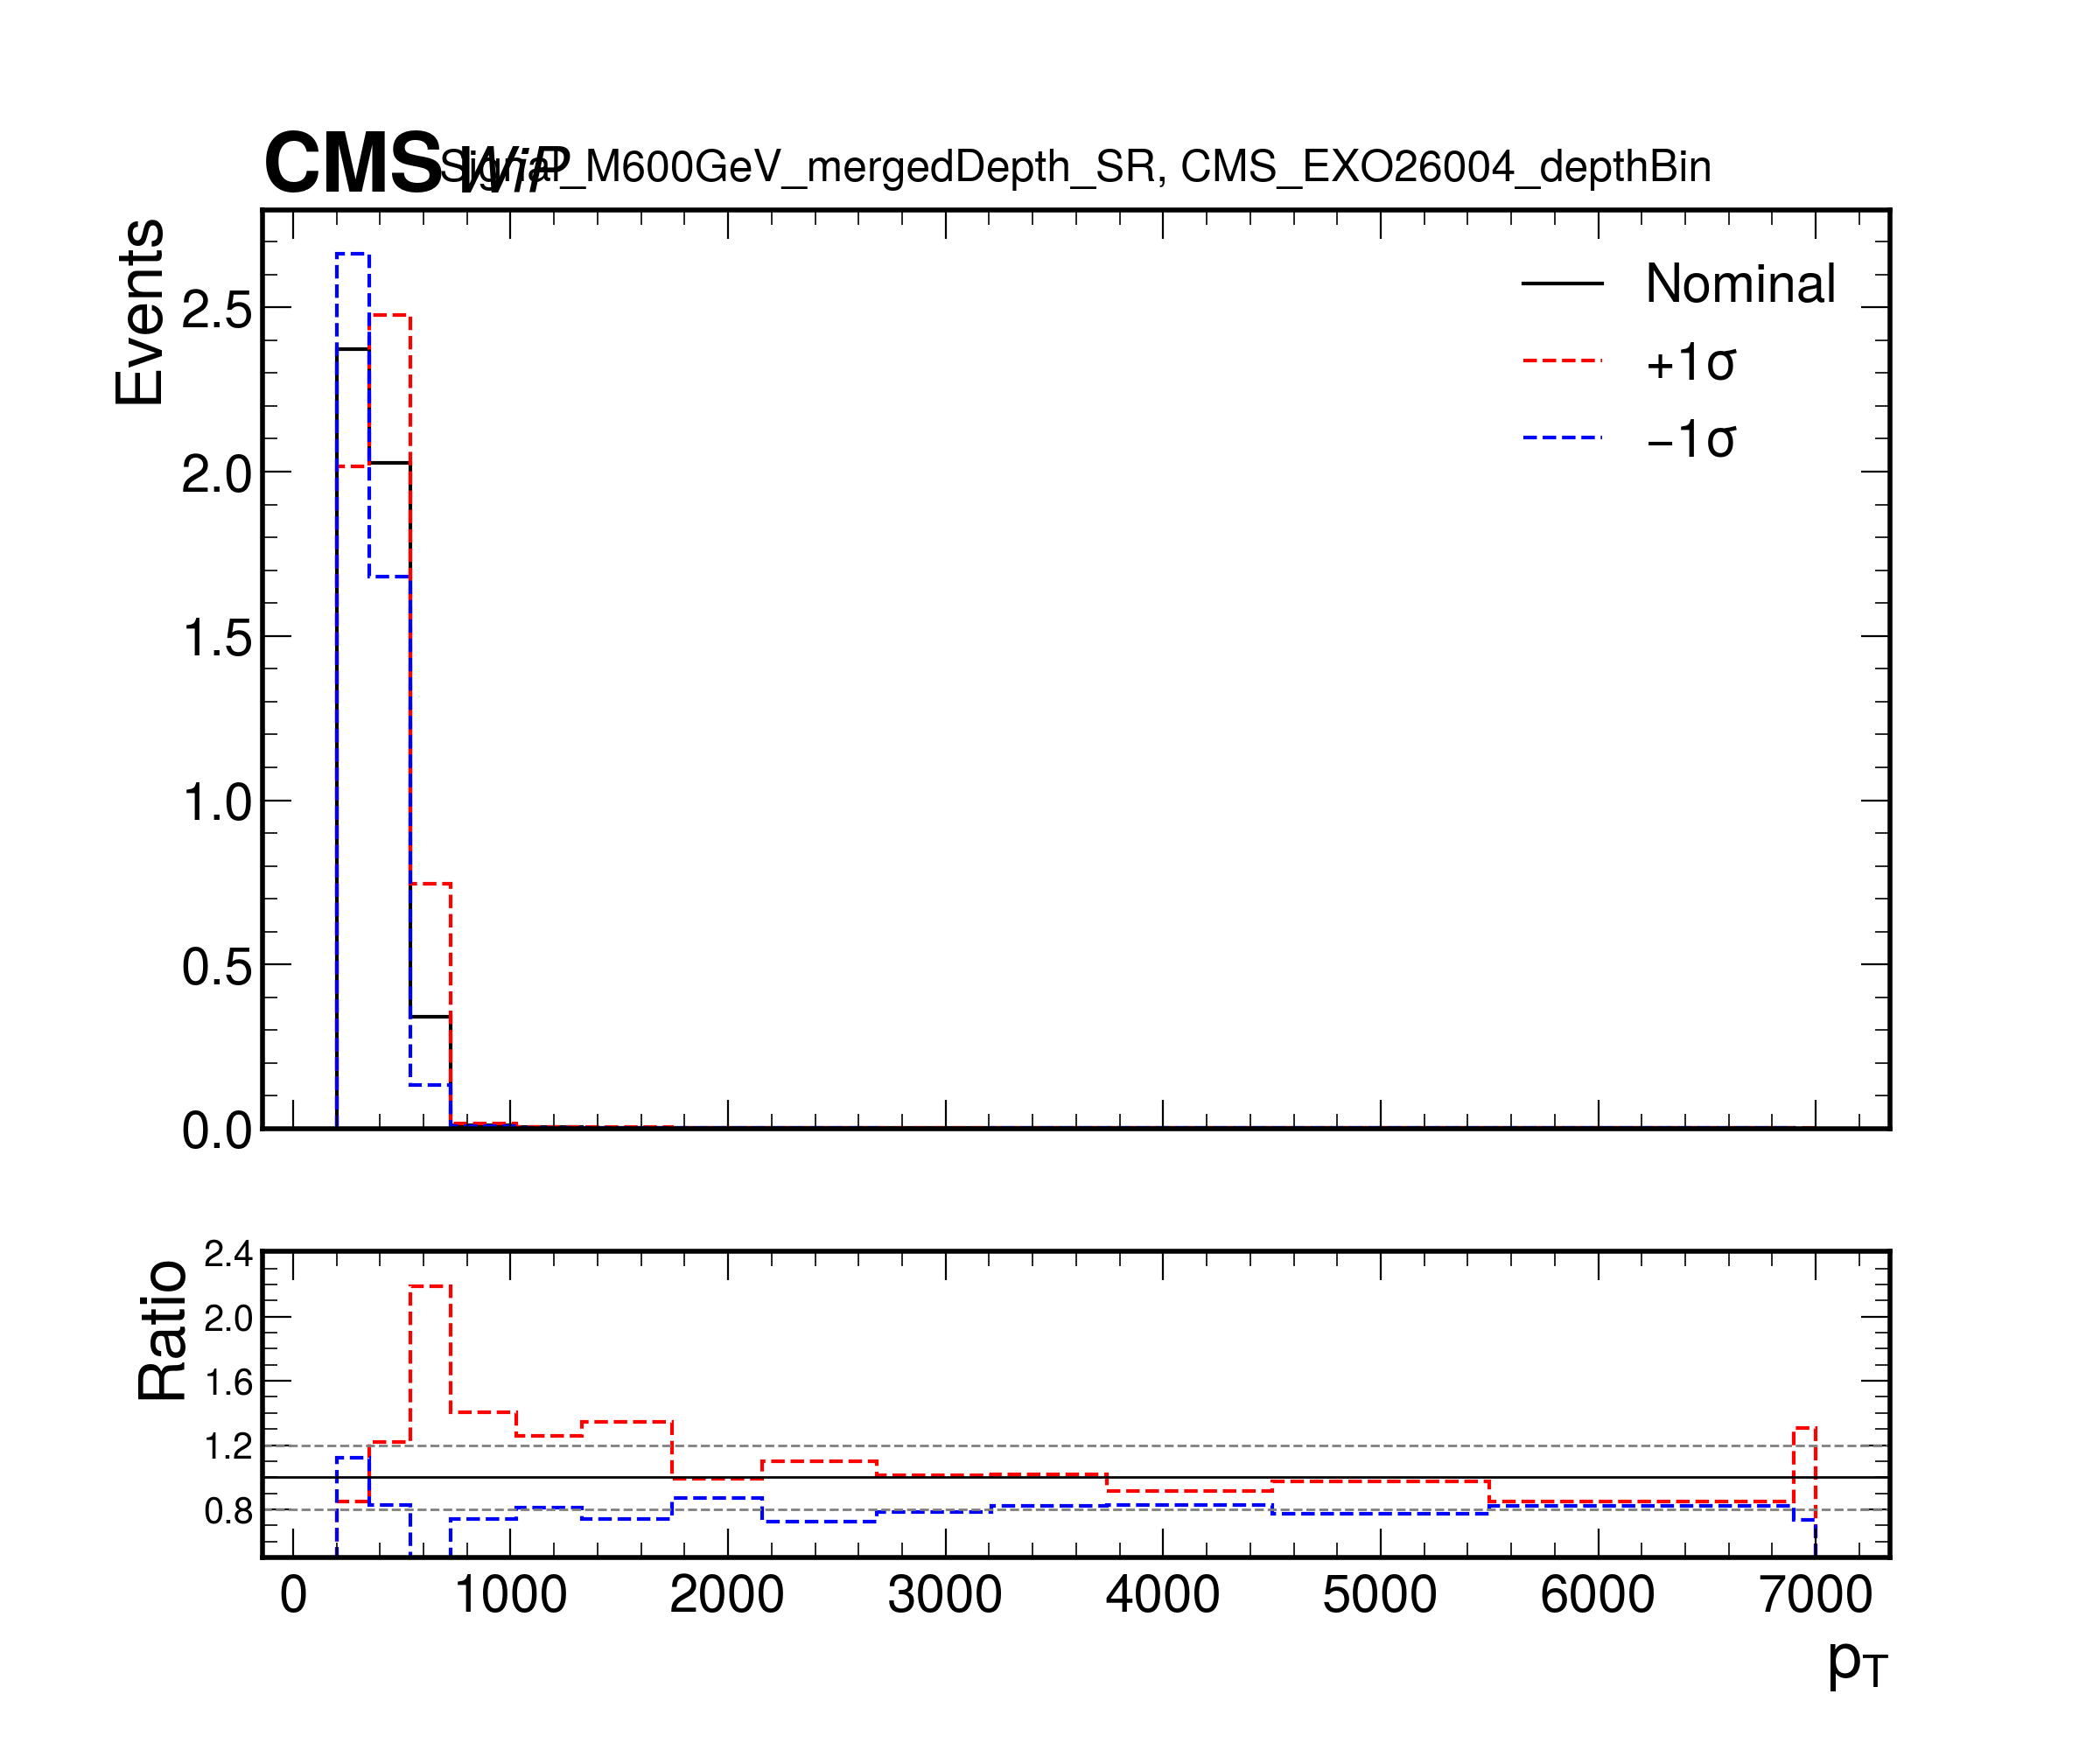 CMS WiP Signal_M600GeV_mergedDepth_SR, CMS_EXO26004_depthBin
Events
2.5
2.0
1.5
1.0
0.5
0.0
Nominal
+1σ
−1σ
Ratio
2.4
2.0
1.6
1.2
0.8
0 1000 2000 3000 4000 5000 6000 7000
pT